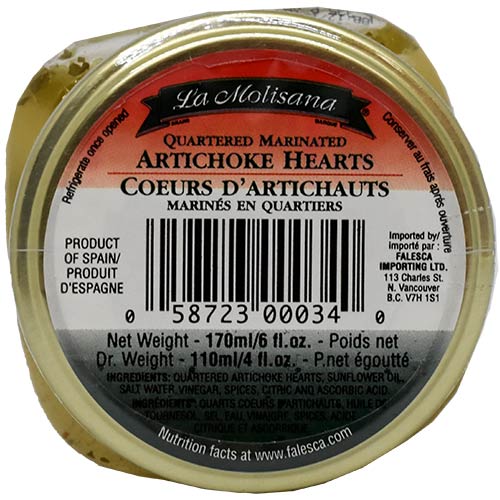 La Molisana
BRAND
MARQUE
®
Refrigerate once opened
Conserver au frais après ouverture
QUARTERED MARINATED
ARTICHOKE HEARTS
COEURS D'ARTICHAUTS
MARINÉS EN QUARTIERS
PRODUCT
OF SPAIN/
PRODUIT
D'ESPAGNE
Imported by/
importé par :
FALESCA
IMPORTING LTD.
113 Charles St.
N. Vancouver
B.C. V7H 1S1
0 58723 00034 0
Net Weight - 170ml/6 fl.oz. - Poids net
Dr. Weight - 110ml/4 fl.oz. - P.net égoutté
INGREDIENTS: QUARTERED ARTICHOKE HEARTS, SUNFLOWER OIL,
SALT WATER, VINEGAR, SPICES, CITRIC AND ASCORBIC ACID.
INGRÉDIENTS: QUARTS COEURS D'ARTICHAUTS, HUILE DE
TOURNESOL, SEL, EAU, VINAIGRE, SPICES, ACIDE
CITRIQUE ET ASCORBIQUE
Nutrition facts at www.falesca.com